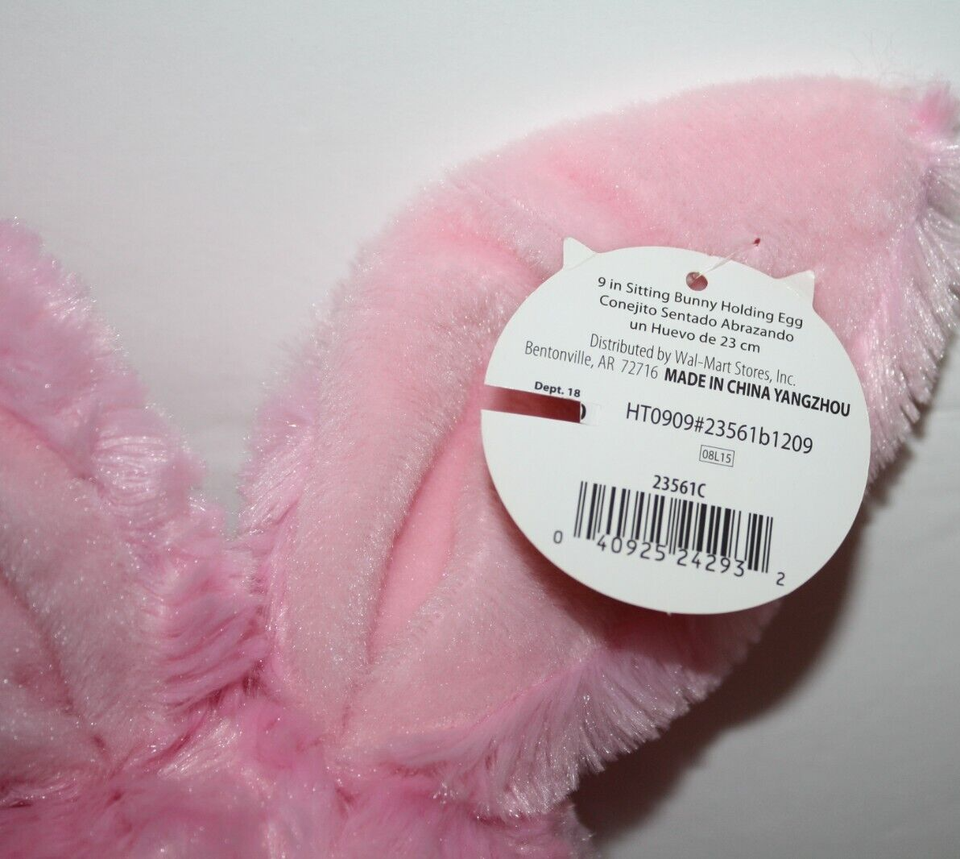 9 in Sitting Bunny Holding Egg
Conejito Sentado Abrazando
un Huevo de 23 cm
Distributed by Wal-Mart Stores, Inc.
Bentonville, AR 72716 MADE IN CHINA YANGZHOU
Dept. 18
HT0909#23561b1209
08L15
23561C
0 40925 24293 2